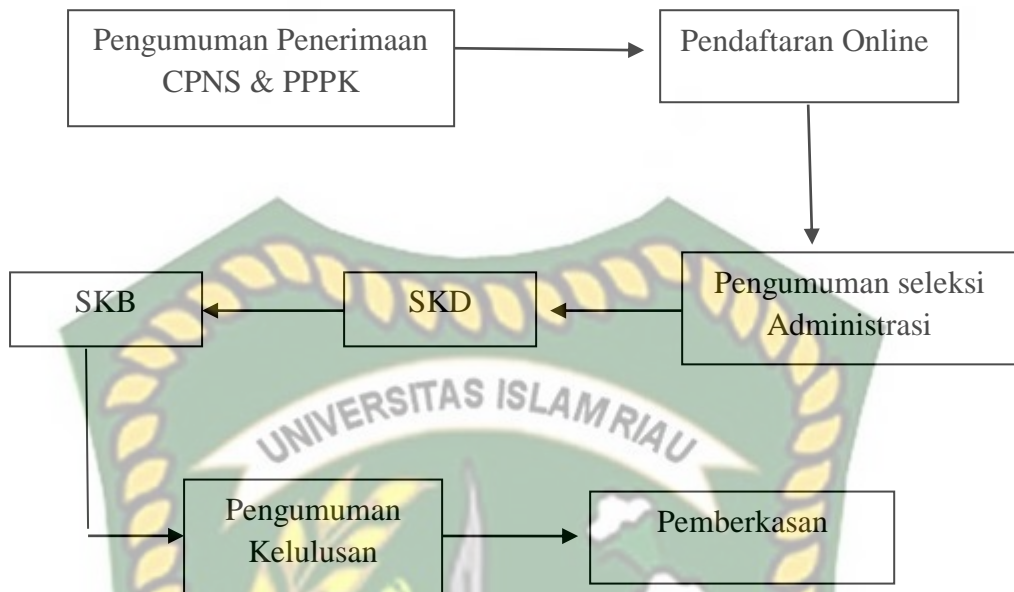 Pengumuman Penerimaan
CPNS & PPPK
Pendaftaran Online
Pengumuman seleksi
Administrasi
SKD
SKB
UNIVERSITAS ISLAM RIAU
Pengumuman
Kelulusan
Pemberkasan